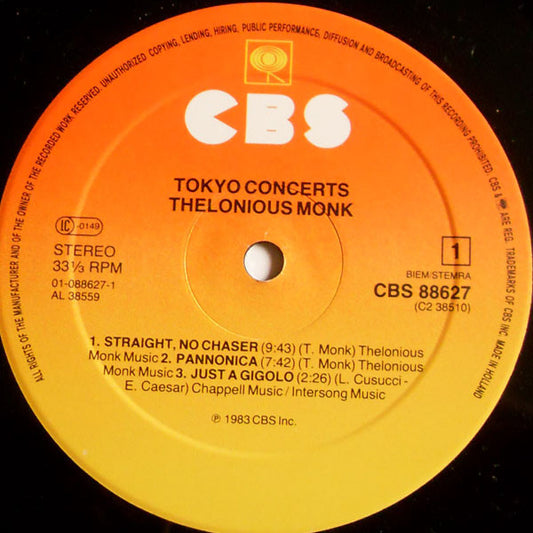 ALL RIGHTS OF THE MANUFACTURER AND OF THE OWNER OF THE RECORDED WORK RESERVED. UNAUTHORIZED COPYING, LENDING, HIRING, PUBLIC PERFORMANCE, DIFFUSION AND BROADCASTING OF THIS RECORDING PROHIBITED. CBS & ARE REG. TRADEMARKS OF CBS INC. MADE IN HOLLAND
CBS
TOKYO CONCERTS
THELONIOUS MONK
IC -0149
STEREO
33⅓ RPM
01-088627-1
AL 38559
1
BIEM/STEMRA
CBS 88627
(C2 38510)
1. STRAIGHT, NO CHASER (9:43) (T. Monk) Thelonious
Monk Music 2. PANNONICA (7:42) (T. Monk) Thelonious
Monk Music 3. JUST A GIGOLO (2:26) (L. Cusucci -
E. Caesar) Chappell Music / Intersong Music
℗ 1983 CBS Inc.